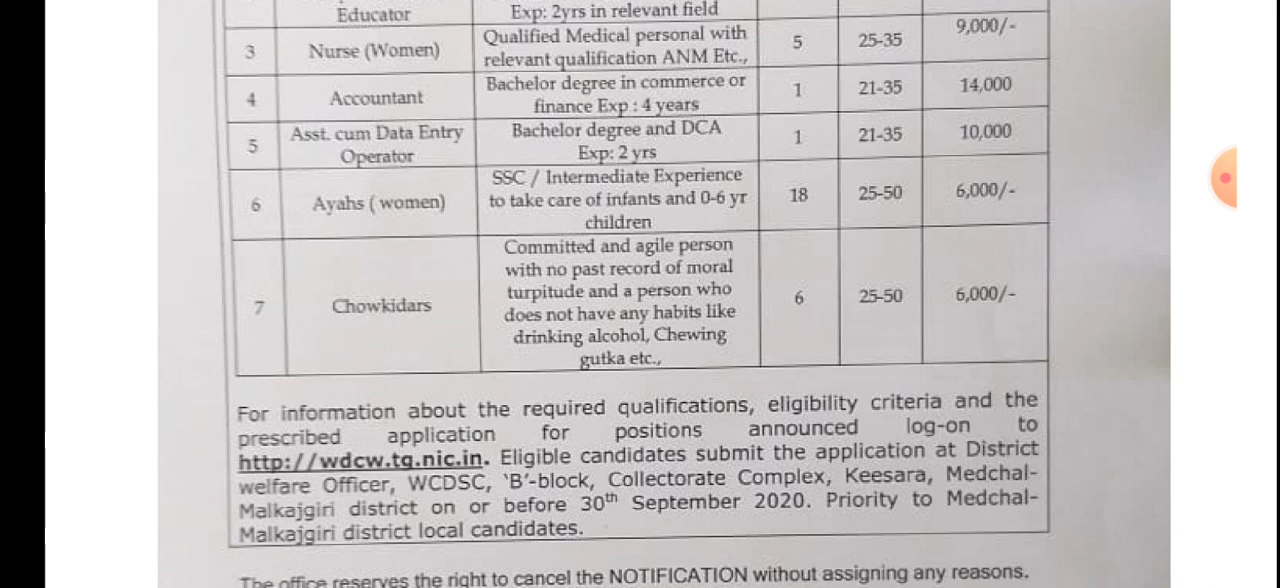 Educator
Exp: 2yrs in relevant field
3
Nurse (Women)
Qualified Medical personal with
relevant qualification ANM Etc.,
5
25-35
9,000/-
4
Accountant
Bachelor degree in commerce or
finance Exp : 4 years
1
21-35
14,000
5
Asst. cum Data Entry
Operator
Bachelor degree and DCA
Exp: 2 yrs
1
21-35
10,000
6
Ayahs ( women)
SSC / Intermediate Experience
to take care of infants and 0-6 yr
children
18
25-50
6,000/-
7
Chowkidars
Committed and agile person
with no past record of moral
turpitude and a person who
does not have any habits like
drinking alcohol, Chewing
gutka etc.,
6
25-50
6,000/-
For information about the required qualifications, eligibility criteria and the
prescribed application for positions announced log-on to
http://wdcw.tg.nic.in. Eligible candidates submit the application at District
welfare Officer, WCDSC, 'B'-block, Collectorate Complex, Keesara, Medchal-
Malkajgiri district on or before 30th September 2020. Priority to Medchal-
Malkajgiri district local candidates.
The office reserves the right to cancel the NOTIFICATION without assigning any reasons.